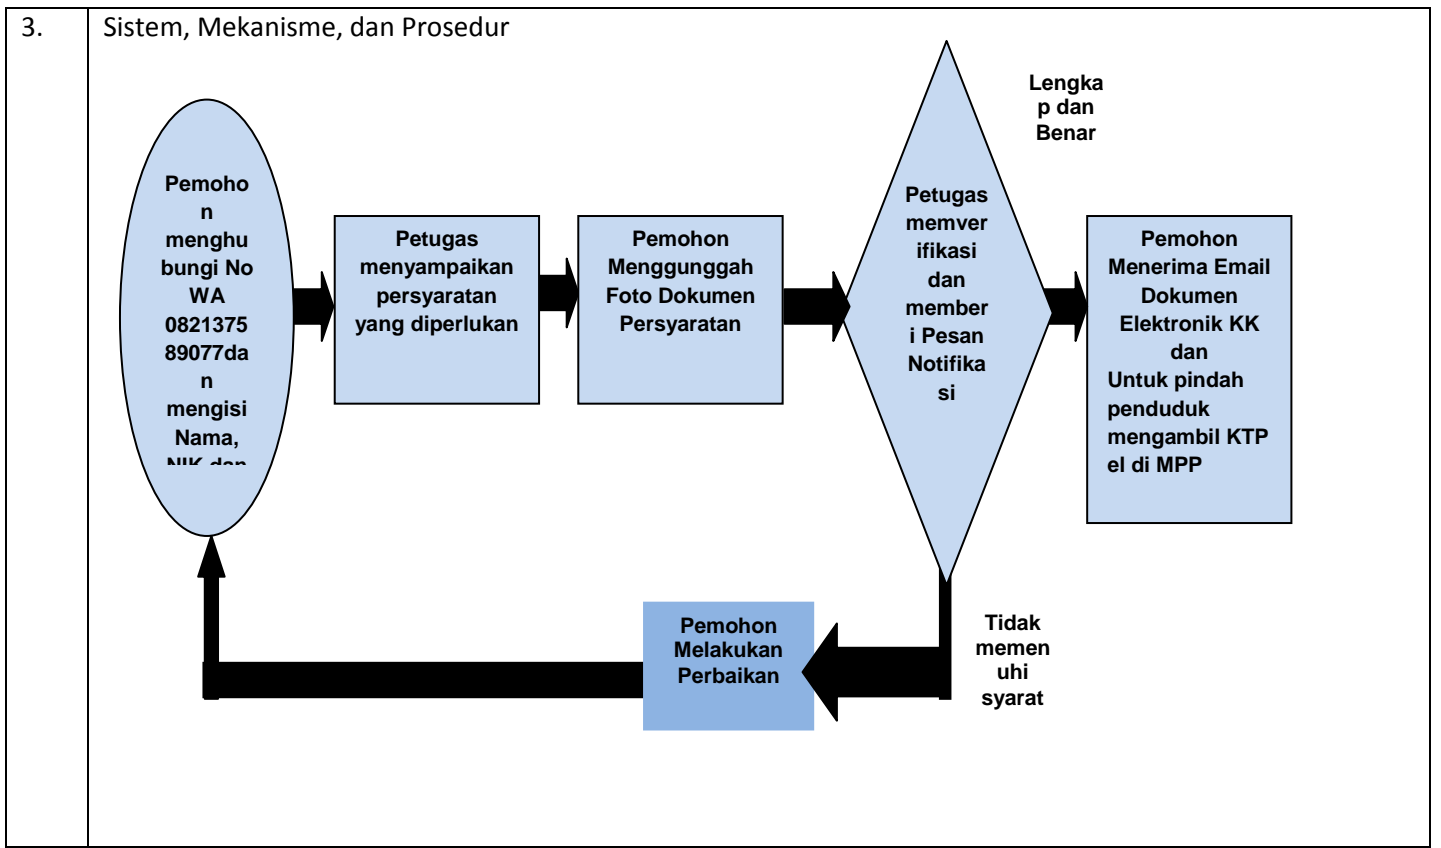 3.
Sistem, Mekanisme, dan Prosedur
Pemoho
n
menghu
bungi No
WA
0821375
89077da
n
mengisi
Nama,
NIK dan
Petugas
menyampaikan
persyaratan
yang diperlukan
Pemohon
Menggunggah
Foto Dokumen
Persyaratan
Petugas
memver
ifikasi
dan
member
i Pesan
Notifika
si
Lengka
p dan
Benar
Pemohon
Menerima Email
Dokumen
Elektronik KK
dan
Untuk pindah
penduduk
mengambil KTP
el di MPP
Tidak
memen
uhi
syarat
Pemohon
Melakukan
Perbaikan